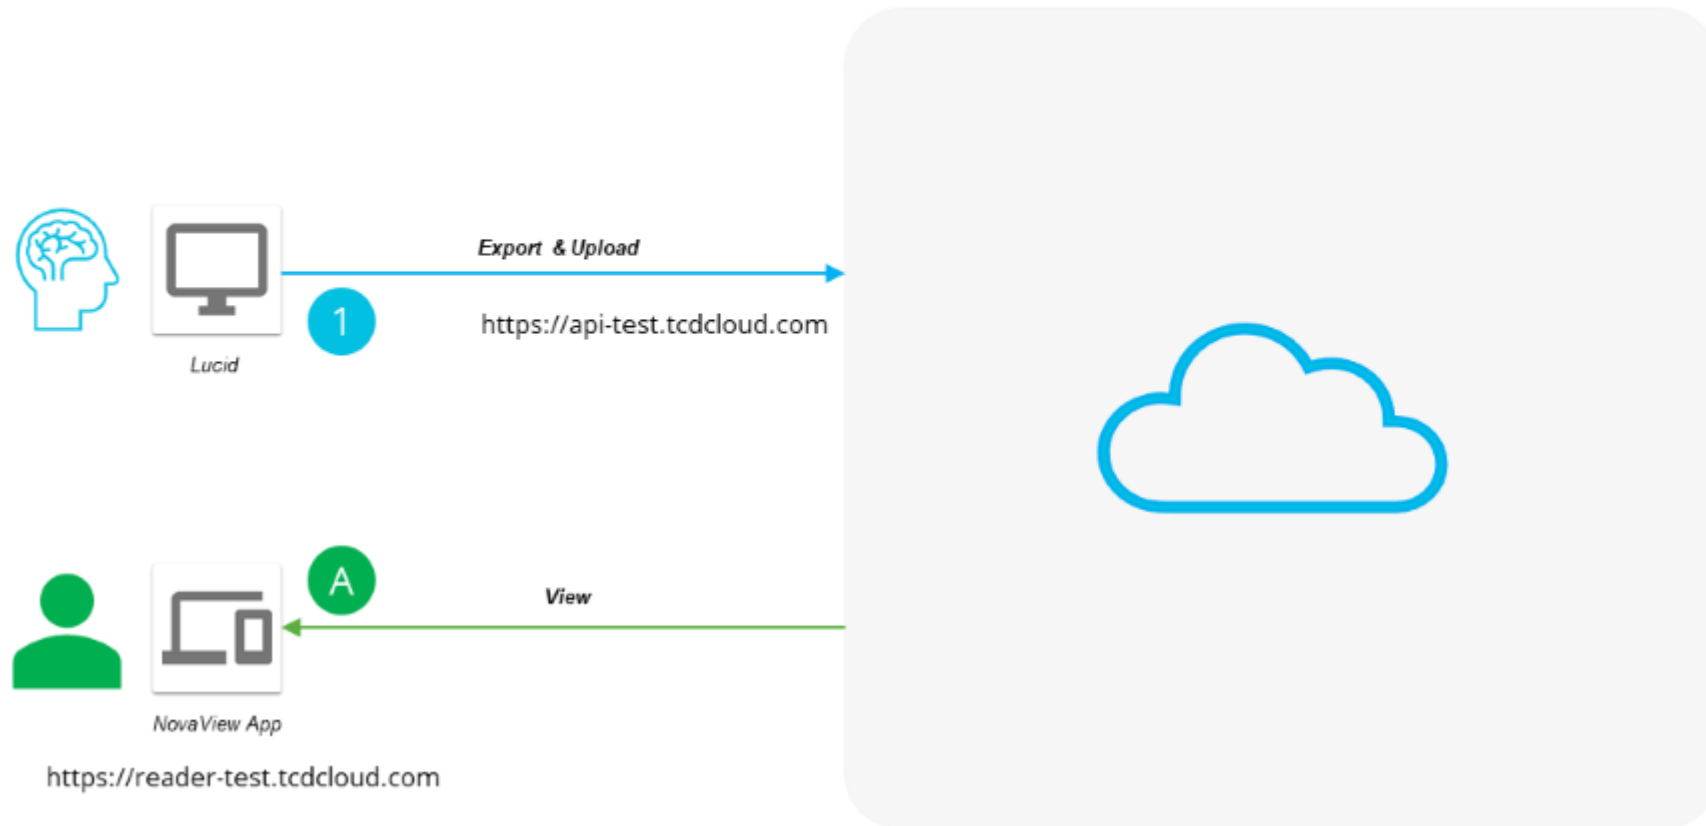 Export & Upload
1
https://api-test.tcdcloud.com
Lucid
A
View
NovaView App
https://reader-test.tcdcloud.com